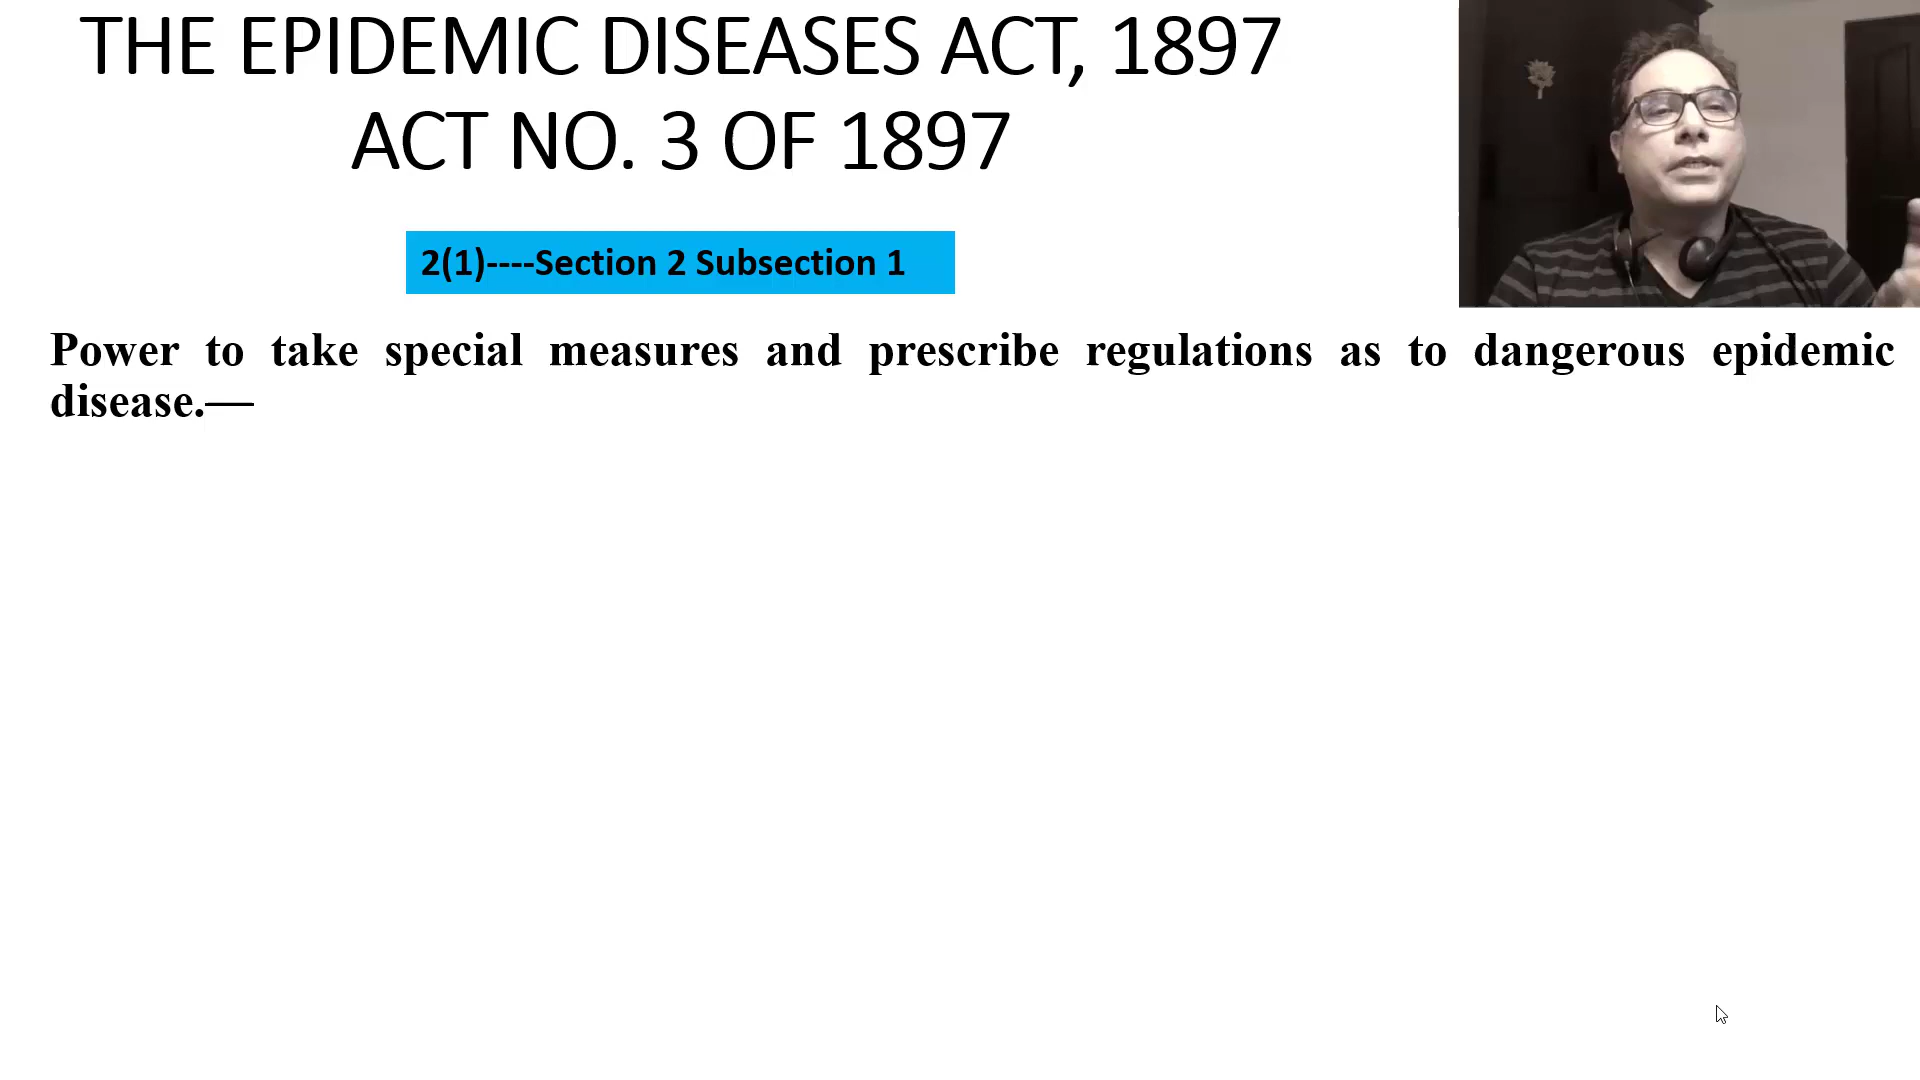 THE EPIDEMIC DISEASES ACT, 1897
ACT NO. 3 OF 1897
2(1)----Section 2 Subsection 1
Power to take special measures and prescribe regulations as to dangerous epidemic
disease.—